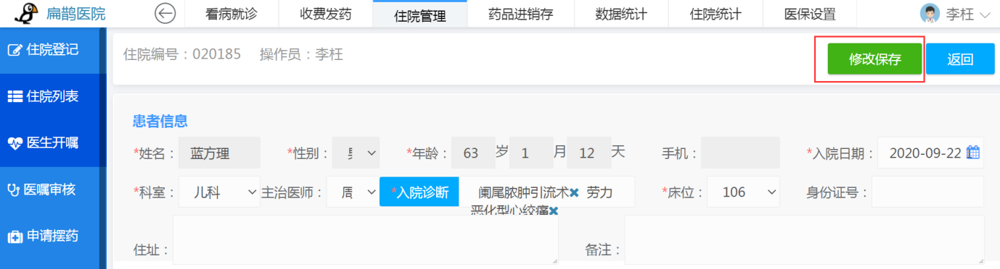 扁鹊医院 看病就诊 收费发药 住院管理 药品进销存 数据统计 住院统计 医保设置 李枉
住院登记
住院列表
医生开嘱
医嘱审核
申请摆药
住院编号：020185 操作员：李枉 修改保存 返回
患者信息
*姓名： 蓝方理 *性别： *年龄： 63 岁 1 月 12 天 手机： *入院日期： 2020-09-22
*科室： 儿科 主治医师： *入院诊断 阑尾脓肿引流术 劳力 *床位： 106 身份证号：
恶化型心绞痛
住址： 备注：